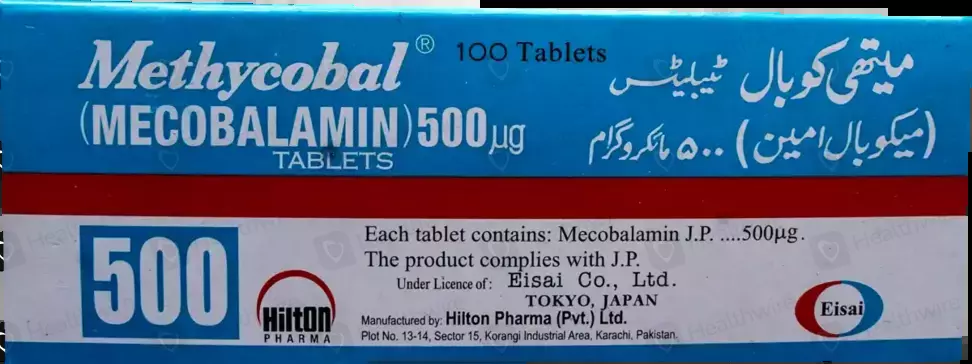 Methycobal® 100 Tablets
(MECOBALAMIN) 500µg
TABLETS
میتھی کوبال ٹیبلیٹس
(میکوبال امین) ۵۰۰ مائکروگرام
500
Hilton
PHARMA
Each tablet contains: Mecobalamin J.P. ....500µg.
The product complies with J.P.
Under Licence of: Eisai Co., Ltd.
TOKYO, JAPAN
Manufactured by: Hilton Pharma (Pvt.) Ltd.
Plot No. 13-14, Sector 15, Korangi Industrial Area, Karachi, Pakistan.
Eisai
Healthwire